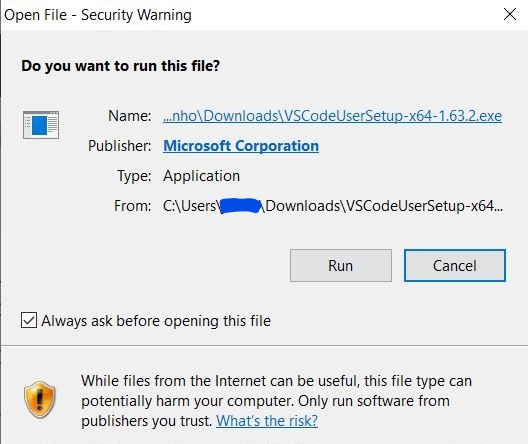 Open File - Security Warning
Do you want to run this file?
Name: ...nho\Downloads\VSCodeUserSetup-x64-1.63.2.exe
Publisher: Microsoft Corporation
Type: Application
From: C:\Users\ \Downloads\VSCodeUserSetup-x64...
Run Cancel
Always ask before opening this file
While files from the Internet can be useful, this file type can
potentially harm your computer. Only run software from
publishers you trust. What's the risk?